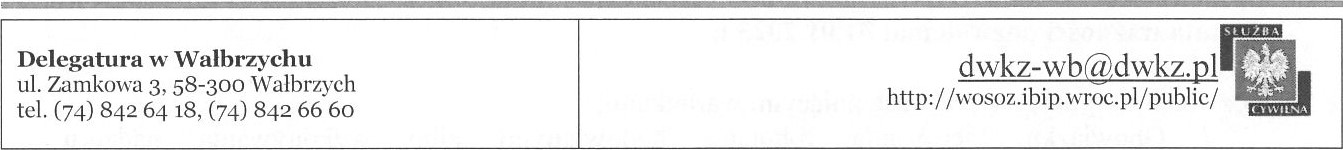 Delegatura w Wałbrzychu
ul. Zamkowa 3, 58-300 Wałbrzych
tel. (74) 842 64 18, (74) 842 66 60
dwkz-wb@dwkz.pl
http://wosoz.ibip.wroc.pl/public/
SŁUŻBA
CYWILNA